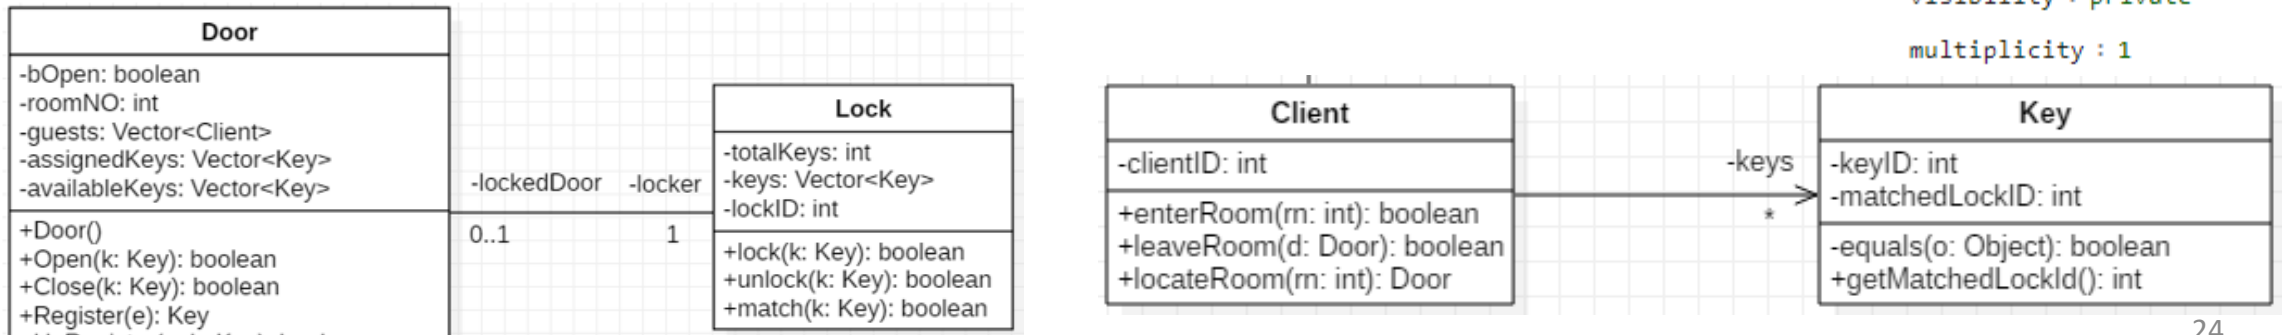 Door
-bOpen: boolean
-roomNO: int
-guests: Vector<Client>
-assignedKeys: Vector<Key>
-availableKeys: Vector<Key>
+Door()
+Open(k: Key): boolean
+Close(k: Key): boolean
+Register(e): Key
-lockedDoor
-locker
0..1
1
Lock
-totalKeys: int
-keys: Vector<Key>
-lockID: int
+lock(k: Key): boolean
+unlock(k: Key): boolean
+match(k: Key): boolean
visibility : private
multiplicity : 1
Client
-clientID: int
+enterRoom(rn: int): boolean
+leaveRoom(d: Door): boolean
+locateRoom(rn: int): Door
-keys
*
Key
-keyID: int
-matchedLockID: int
-equals(o: Object): boolean
+getMatchedLockId(): int
24